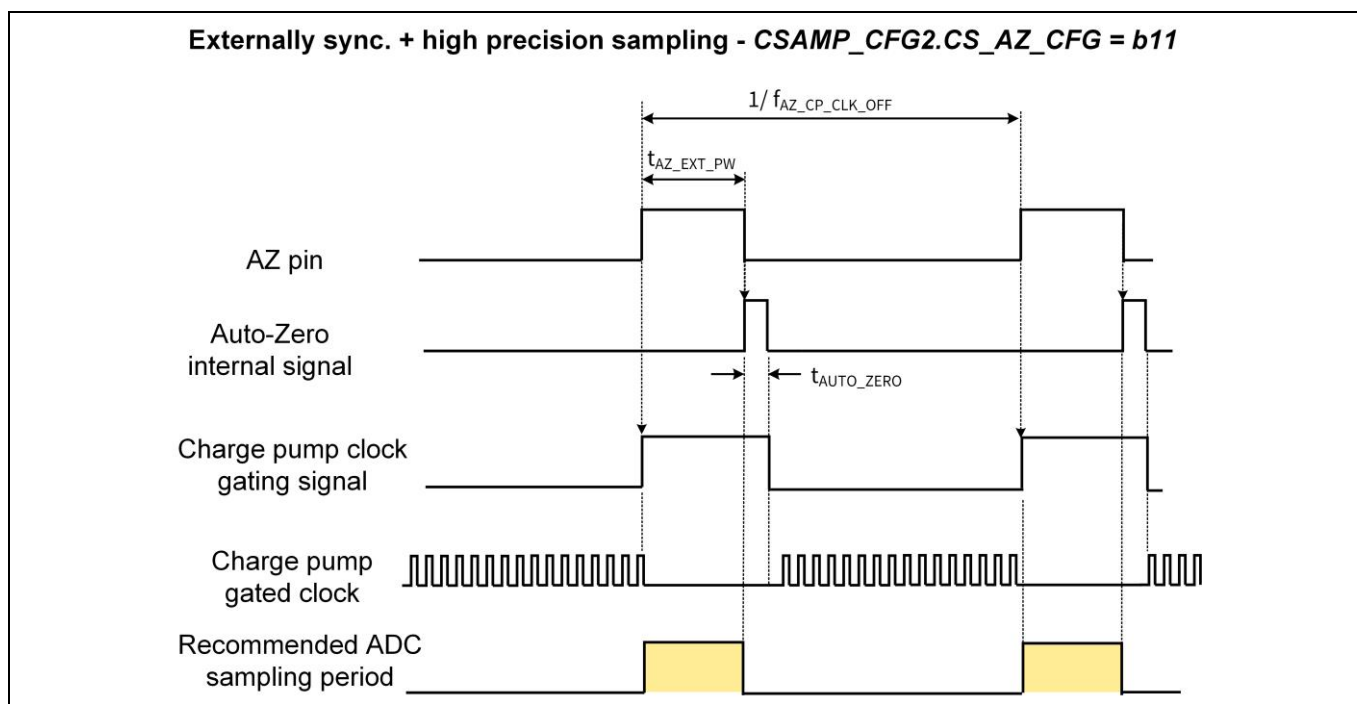 Externally sync. + high precision sampling - CSAMP_CFG2.CS_AZ_CFG = b11
1/ fAZ_CP_CLK_OFF
tAZ_EXT_PW
AZ pin
Auto-Zero
internal signal
tAUTO_ZERO
Charge pump clock
gating signal
Charge pump
gated clock
Recommended ADC
sampling period